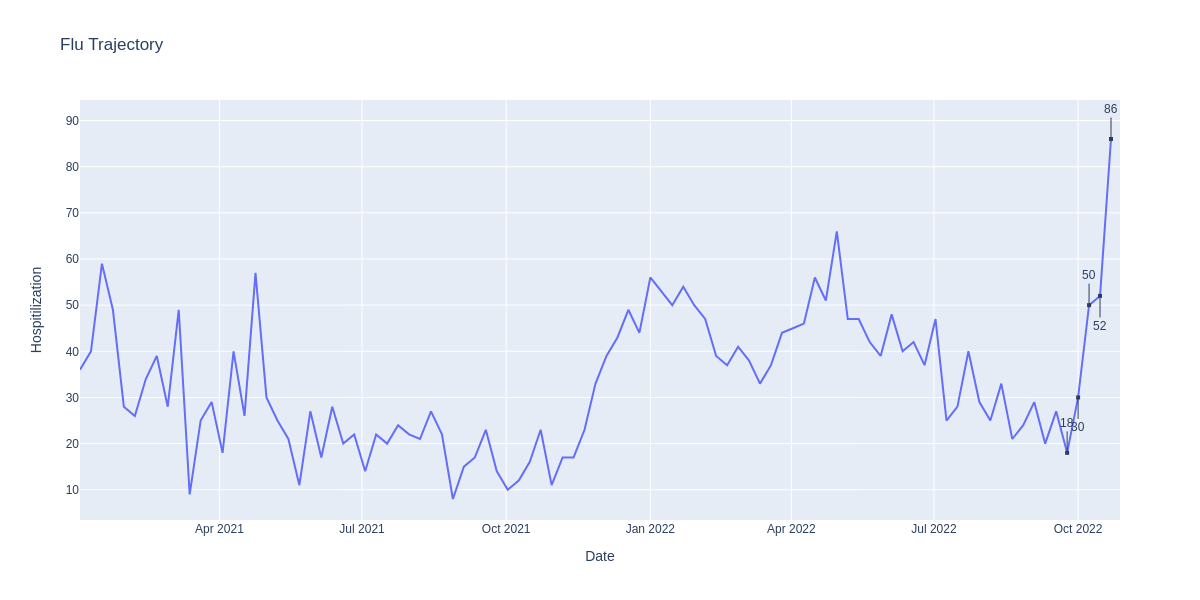 Flu Trajectory
86
90
80
70
60
50
50
52
40
30
18
30
20
10
Hospitilization
Apr 2021
Jul 2021
Oct 2021
Jan 2022
Apr 2022
Jul 2022
Oct 2022
Date